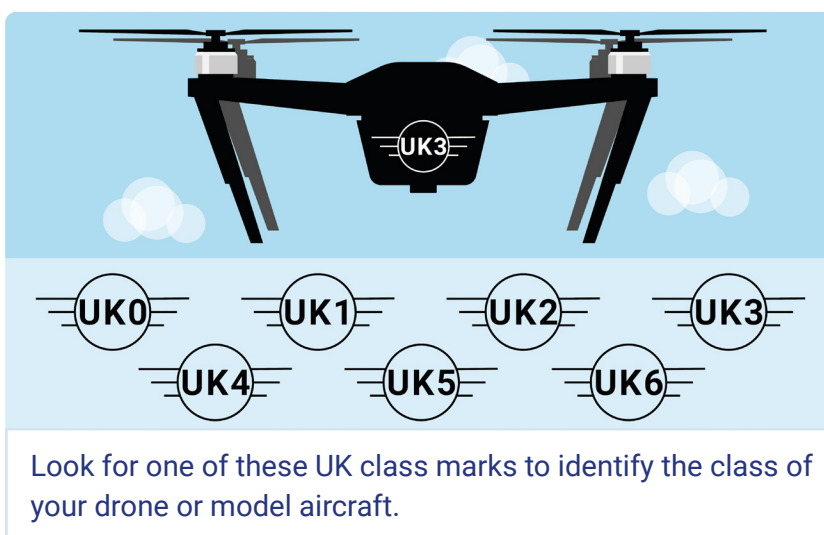 UK3
UK0 UK1 UK2 UK3
UK4 UK5 UK6
Look for one of these UK class marks to identify the class of
your drone or model aircraft.